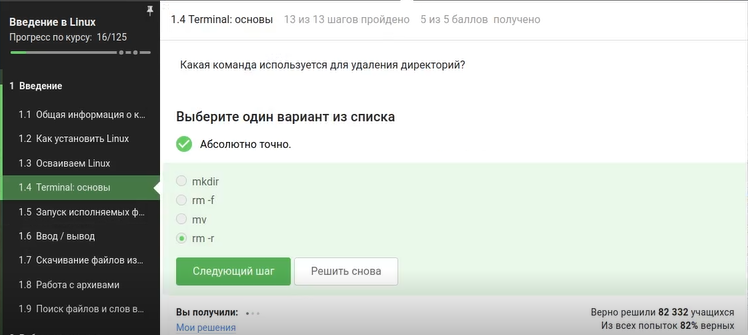 Введение в Linux
Прогресс по курсу: 16/125
1 Введение
1.1 Общая информация о к...
1.2 Как установить Linux
1.3 Осваиваем Linux
1.4 Terminal: основы
1.5 Запуск исполняемых ф...
1.6 Ввод / вывод
1.7 Скачивание файлов из...
1.8 Работа с архивами
1.9 Поиск файлов и слов в...
1.4 Terminal: основы 13 из 13 шагов пройдено 5 из 5 баллов получено
Какая команда используется для удаления директорий?
Выберите один вариант из списка
Абсолютно точно.
mkdir
rm -f
mv
rm -r
Следующий шаг Решить снова
Вы получили:
Мои решения
Верно решили 82 332 учащихся
Из всех попыток 82% верных